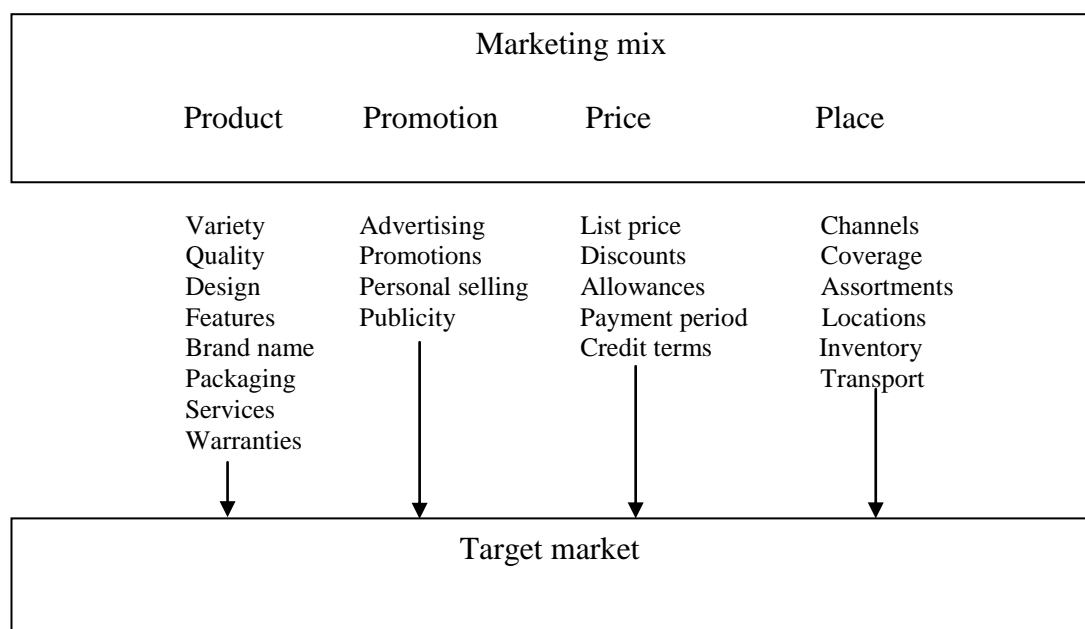 Marketing mix
Product Promotion Price Place
Variety Advertising List price Channels
Quality Promotions Discounts Coverage
Design Personal selling Allowances Assortments
Features Publicity Payment period Locations
Brand name Credit terms Inventory
Packaging Transport
Services
Warranties
Target market